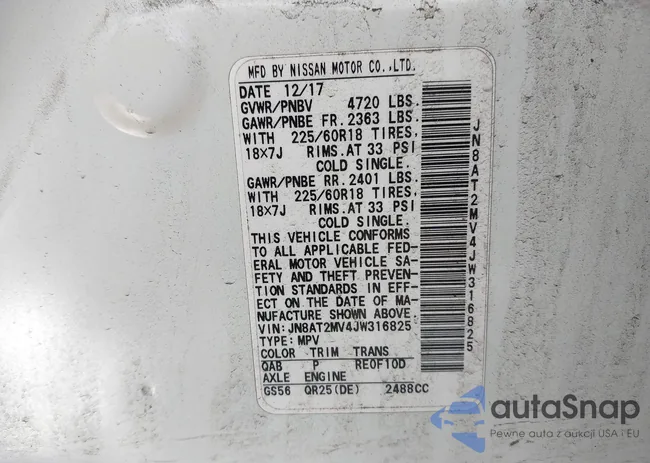 MFD BY NISSAN MOTOR CO.,LTD.
DATE 12/17
GVWR/PNBV 4720 LBS.
GAWR/PNBE FR. 2363 LBS.
WITH 225/60R18 TIRES,
18×7J RIMS. AT 33 PSI
COLD SINGLE.
GAWR/PNBE RR. 2401 LBS.
WITH 225/60R18 TIRES,
18×7J RIMS. AT 33 PSI
COLD SINGLE.
THIS VEHICLE CONFORMS
TO ALL APPLICABLE FED-
ERAL MOTOR VEHICLE SA-
FETY AND THEFT PREVEN-
TION STANDARDS IN EFF-
ECT ON THE DATE OF MA-
NUFACTURE SHOWN ABOVE.
VIN: JN8AT2MV4JW316825
TYPE: MPV
COLOR TRIM TRANS
QAB P RE0F10D
AXLE ENGINE
GS56 QR25(DE) 2488CC
JN8AT2MV4JW316825
autaSnap
Pewne auta z aukcji USA i EU